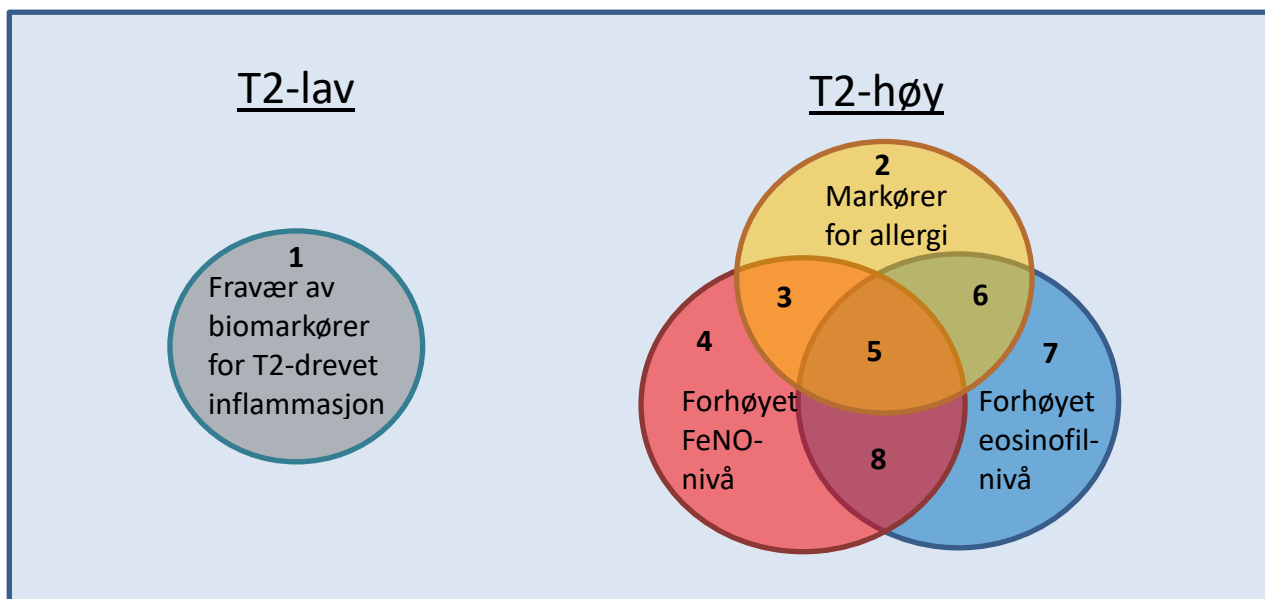 T2-lav
T2-høy
1
Fravær av
biomarkører
for T2-drevet
inflammasjon
2
Markører
for allergi
3
6
4
5
7
Forhøyet
FeNO-
nivå
Forhøyet
eosinofil-
nivå
8